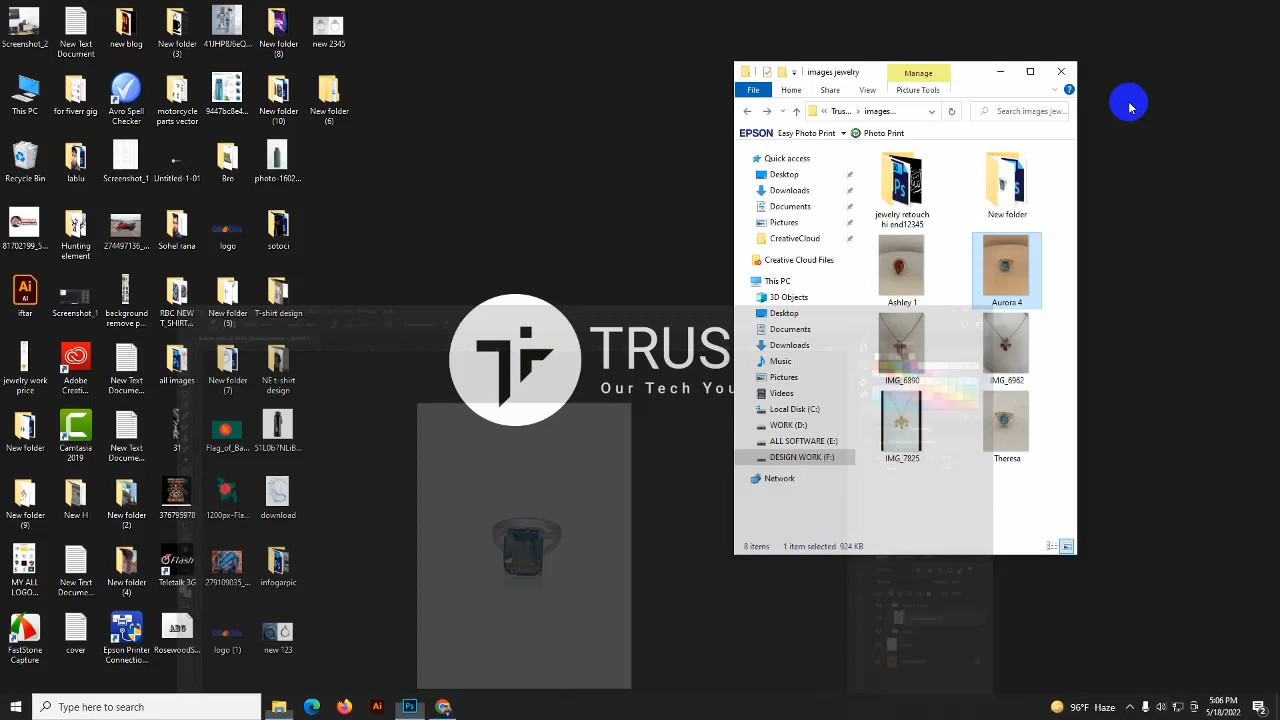 Screenshot_2
New Text Document
new blog
New folder (3)
41JHP8J6eQ...
New folder (8)
new 2345
This PC
Avro Spell Checker
motorcycle parts vector
9447bc...
New folder (10)
New folder (6)
Recycle Bin
lablu
Screenshot_1
Untitled-1-01
Bro
photo-1602...
81702199_5...
Hunting element
274497136...
Sohel rana
logo
sotoci
iftar
Screenshot_1
background remove p...
RBC NEW T_SHIRT...
New folder (5)
T-shirt design
jewelry work price
Adobe Creati...
New Text Docume...
all images
New folder (7)
NE t-shirt design
New folder
Camtasia 2019
New Text Docume...
31
Flag_of_Ba...
51L0b7NLiB...
New folder (9)
New H
New folder (2)
376795978
1200px-Fla...
download
MY ALL LOGO...
New Text Docume...
New folder (4)
Teletalk 3G
279109035_...
infogarpic
FastStone Capture
cover
Epson Printer Connectio...
RosewoodS...
logo (1)
new 123
TRUS
Our Tech You
images jewelry
Manage
File
Home
Share
View
Picture Tools
« Trus... › images...
Search images jew...
EPSON Easy Photo Print
Photo Print
Quick access
Desktop
Downloads
Documents
Pictures
CreativeCloud
Creative Cloud Files
This PC
3D Objects
Desktop
Documents
Downloads
Music
Pictures
Videos
Local Disk (C:)
WORK (D:)
ALL SOFTWARE (E:)
DESIGN WORK (F:)
Network
jewelry retouch hi end12345
New folder
Ashley 1
Aurora 4
IMG_6890
IMG_6962
IMG_7825
Theresa
8 items
1 item selected 924 KB
Type here to search
96°F Haze
5:06 PM
5/18/2022